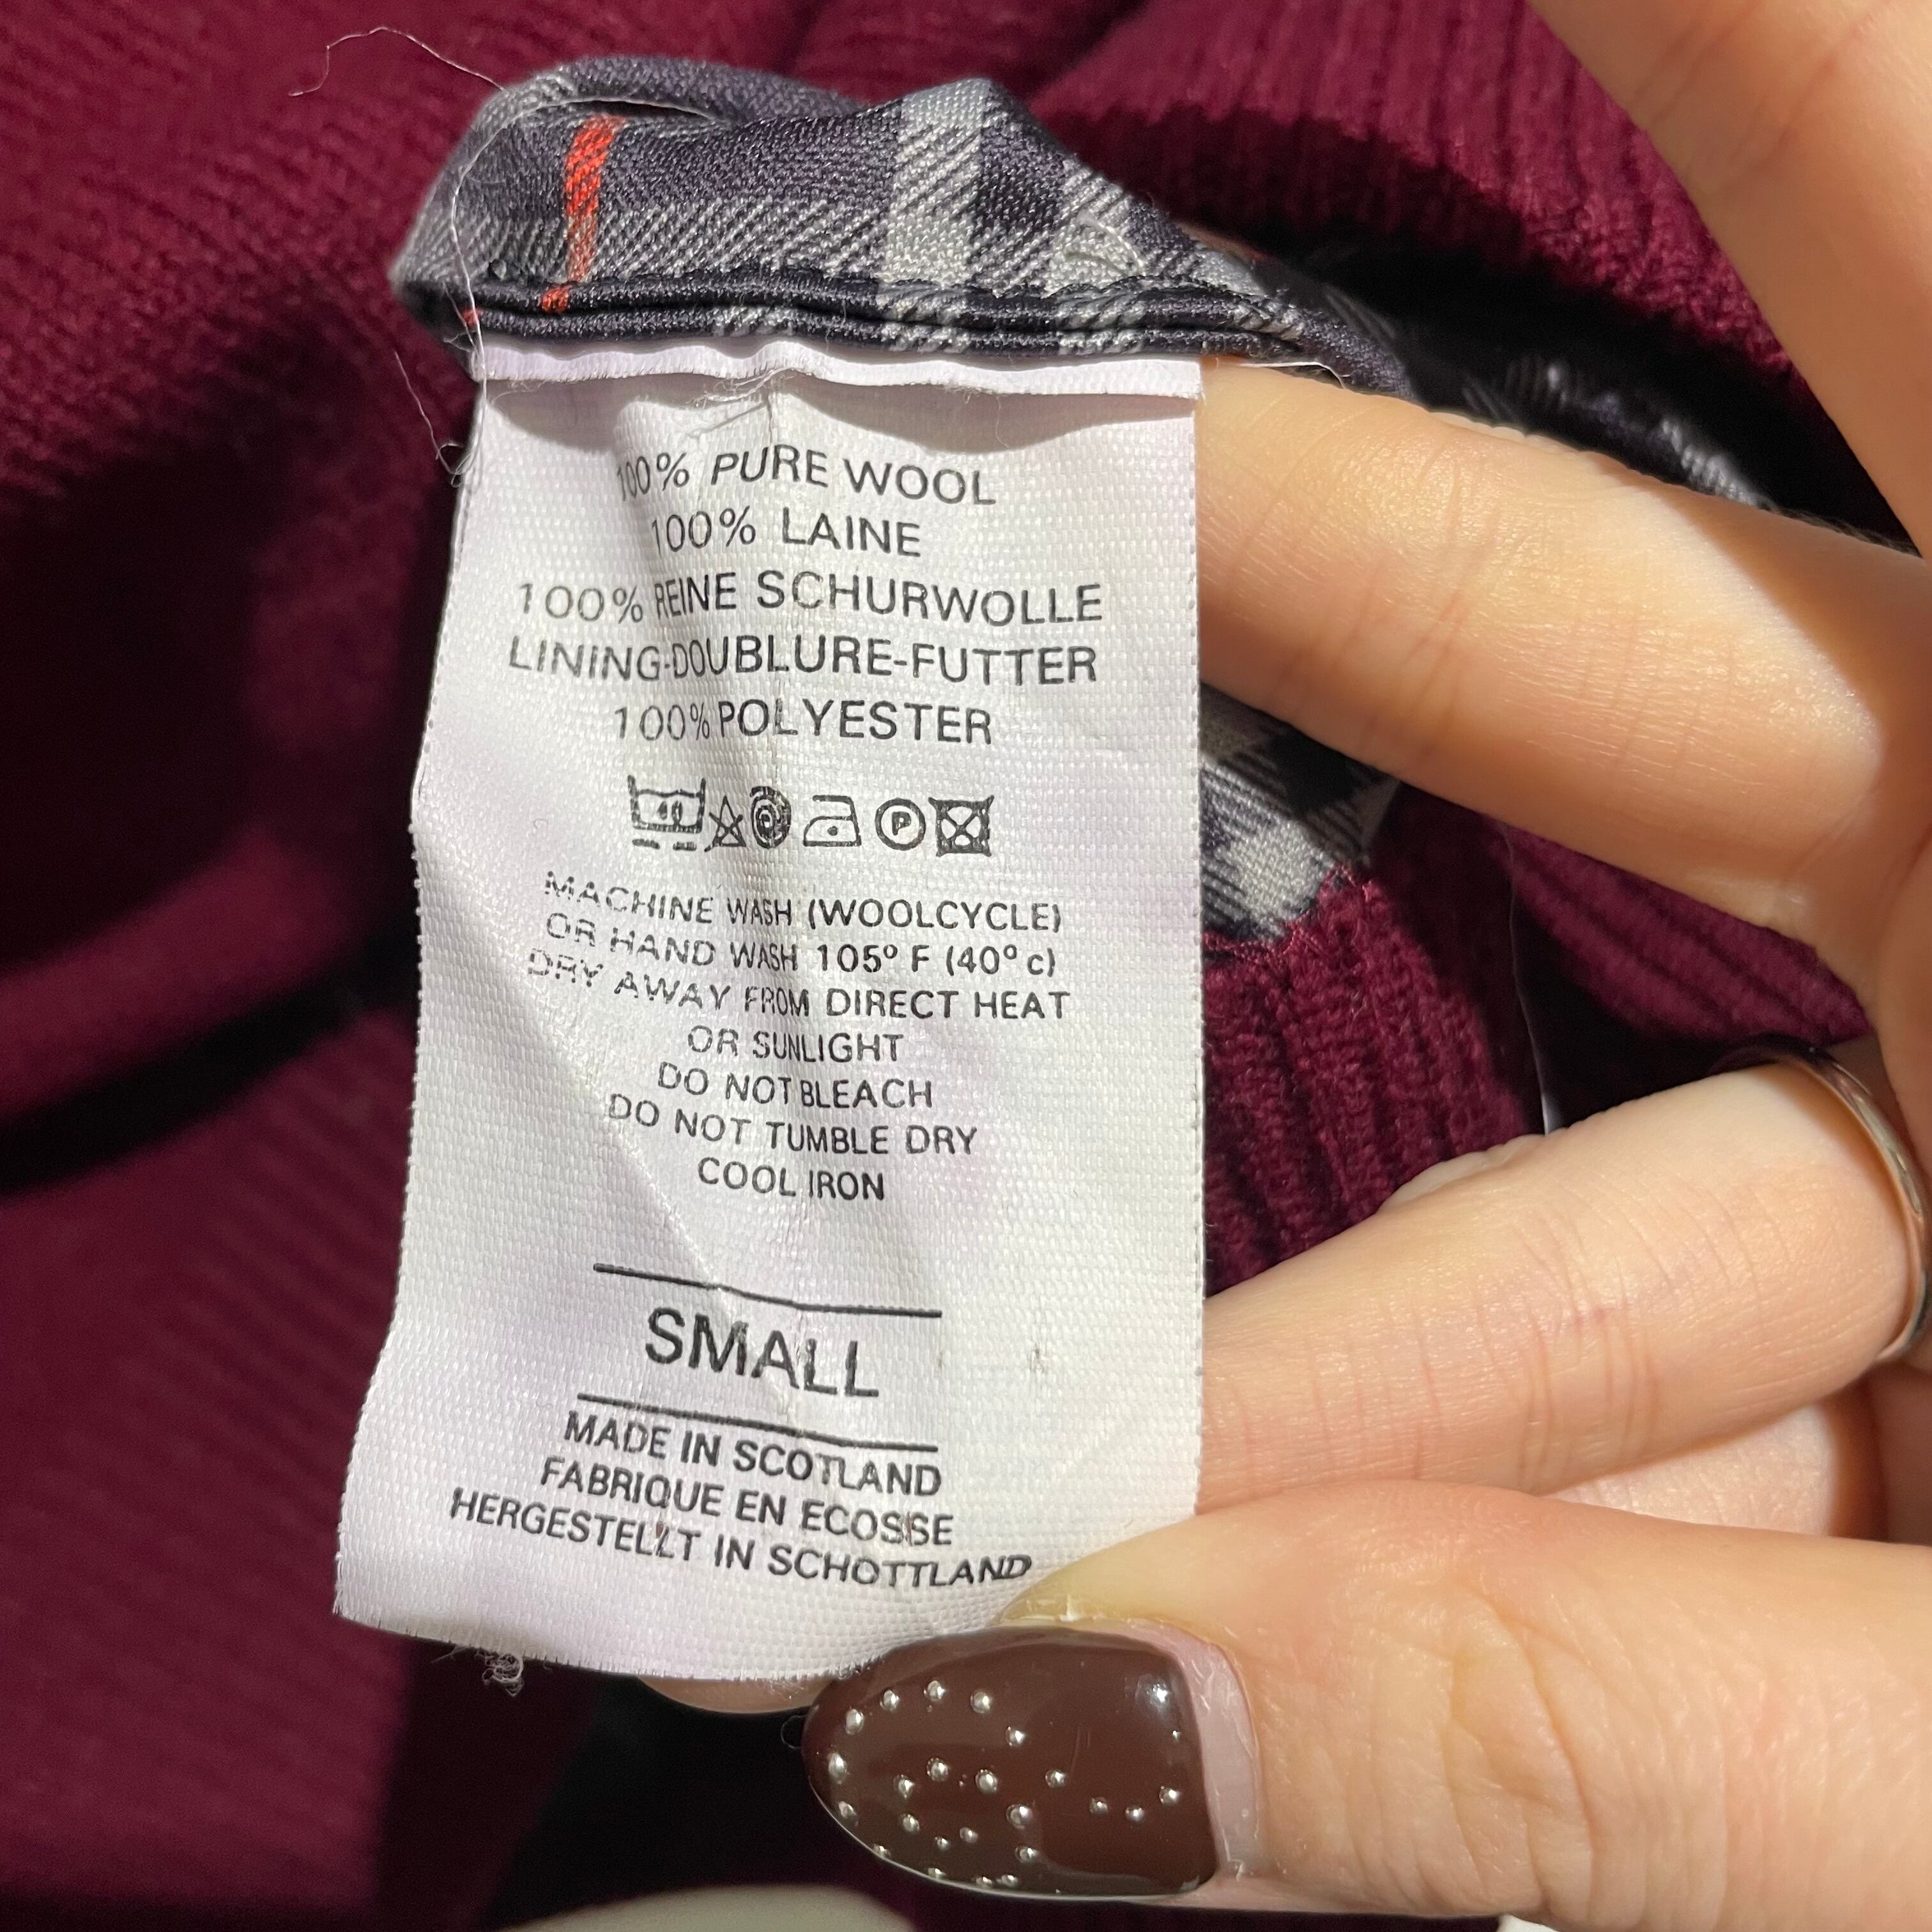 100% PURE WOOL
100% LAINE
100% REINE SCHURWOLLE
LINING-DOUBLURE-FUTTER
100% POLYESTER
40 P
MACHINE WASH (WOOLCYCLE)
OR HAND WASH 105° F (40° c)
DRY AWAY FROM DIRECT HEAT
OR SUNLIGHT
DO NOT BLEACH
DO NOT TUMBLE DRY
COOL IRON
SMALL
MADE IN SCOTLAND
FABRIQUE EN ECOSSE
HERGESTELLT IN SCHOTTLAND